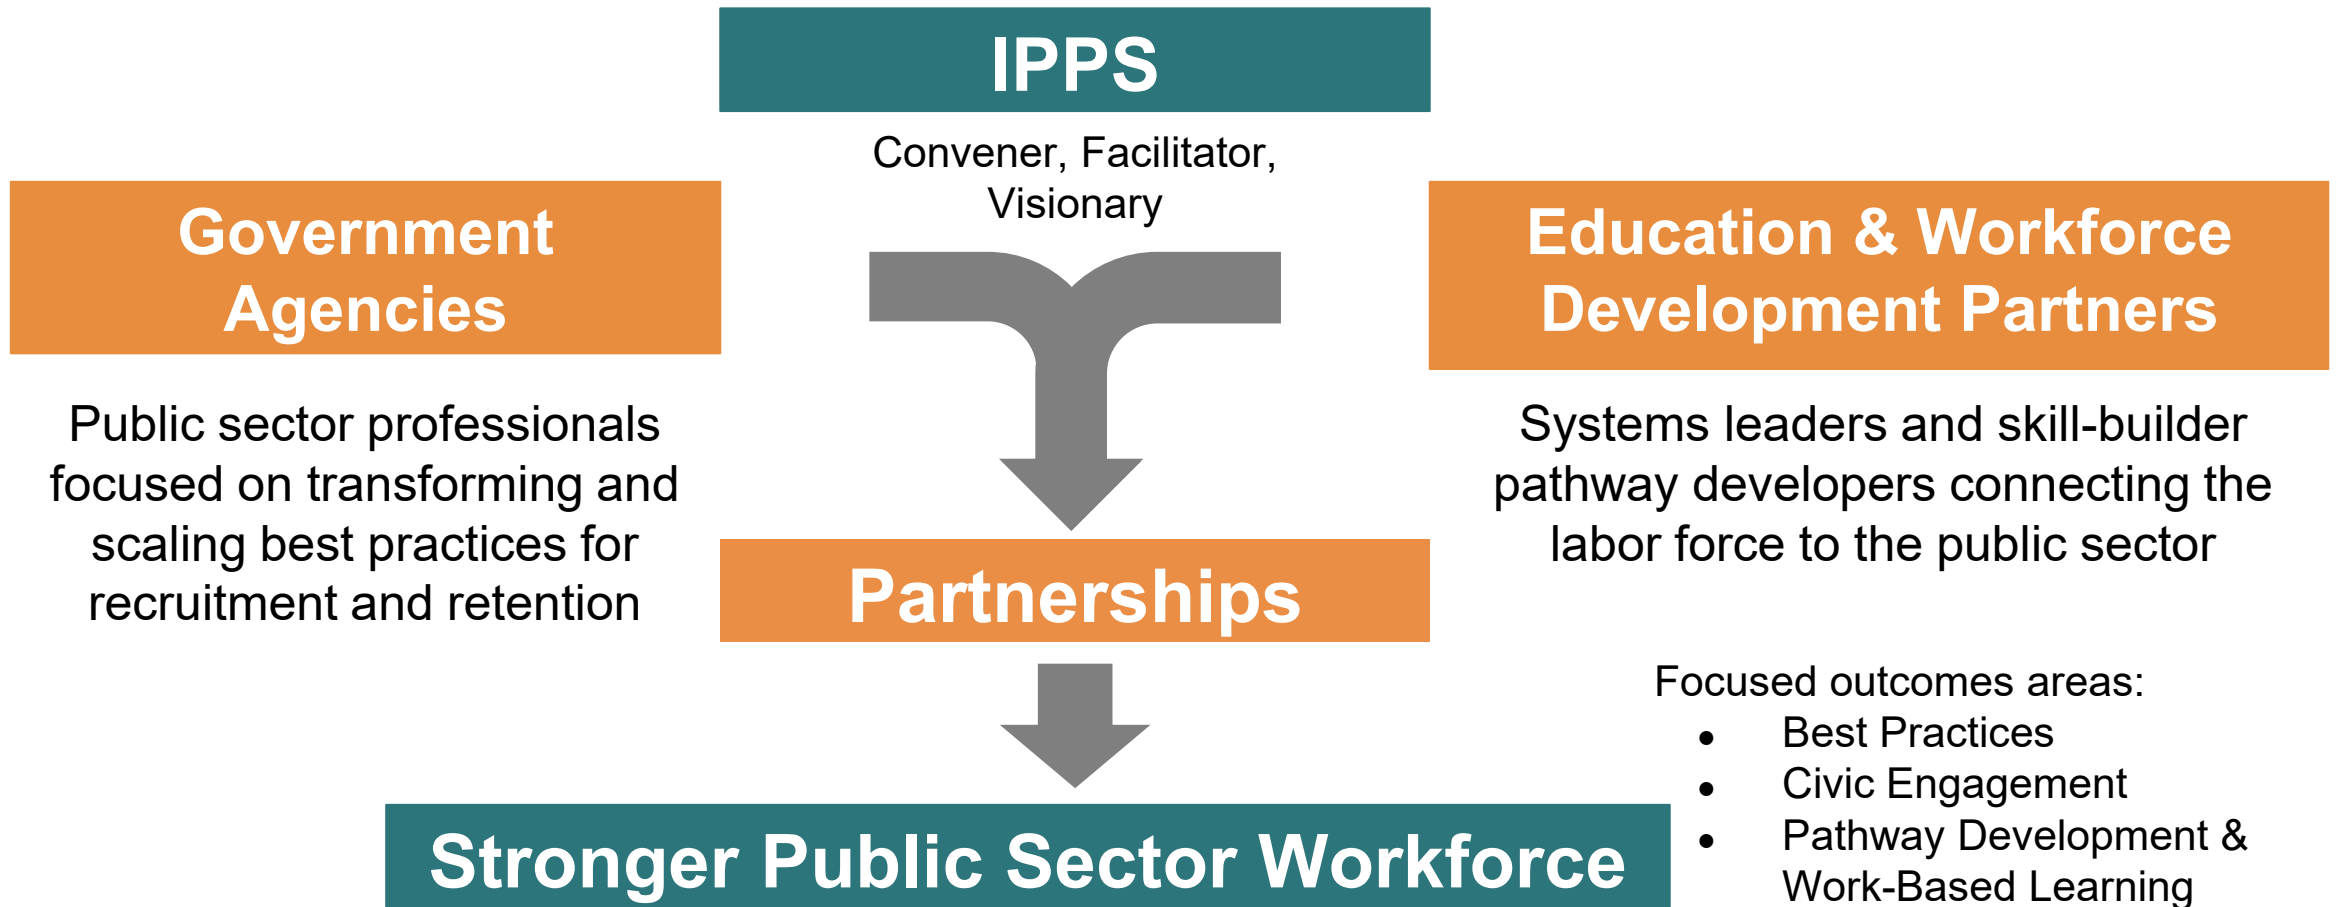 IPPS
Convener, Facilitator,
Visionary
Government
Agencies
Public sector professionals
focused on transforming and
scaling best practices for
recruitment and retention
Education & Workforce
Development Partners
Systems leaders and skill-builder
pathway developers connecting the
labor force to the public sector
Partnerships
Stronger Public Sector Workforce
Focused outcomes areas:
● Best Practices
● Civic Engagement
● Pathway Development &
Work-Based Learning